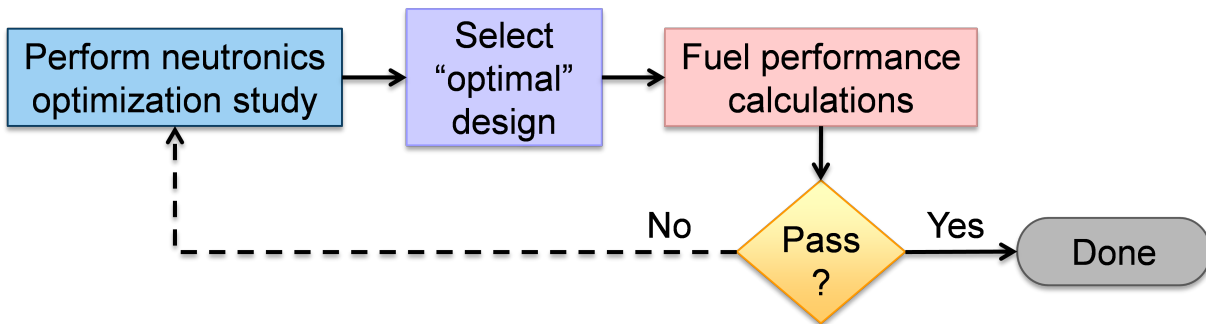 Perform neutronics
optimization study
Select
“optimal”
design
Fuel performance
calculations
No
Pass
?
Yes
Done